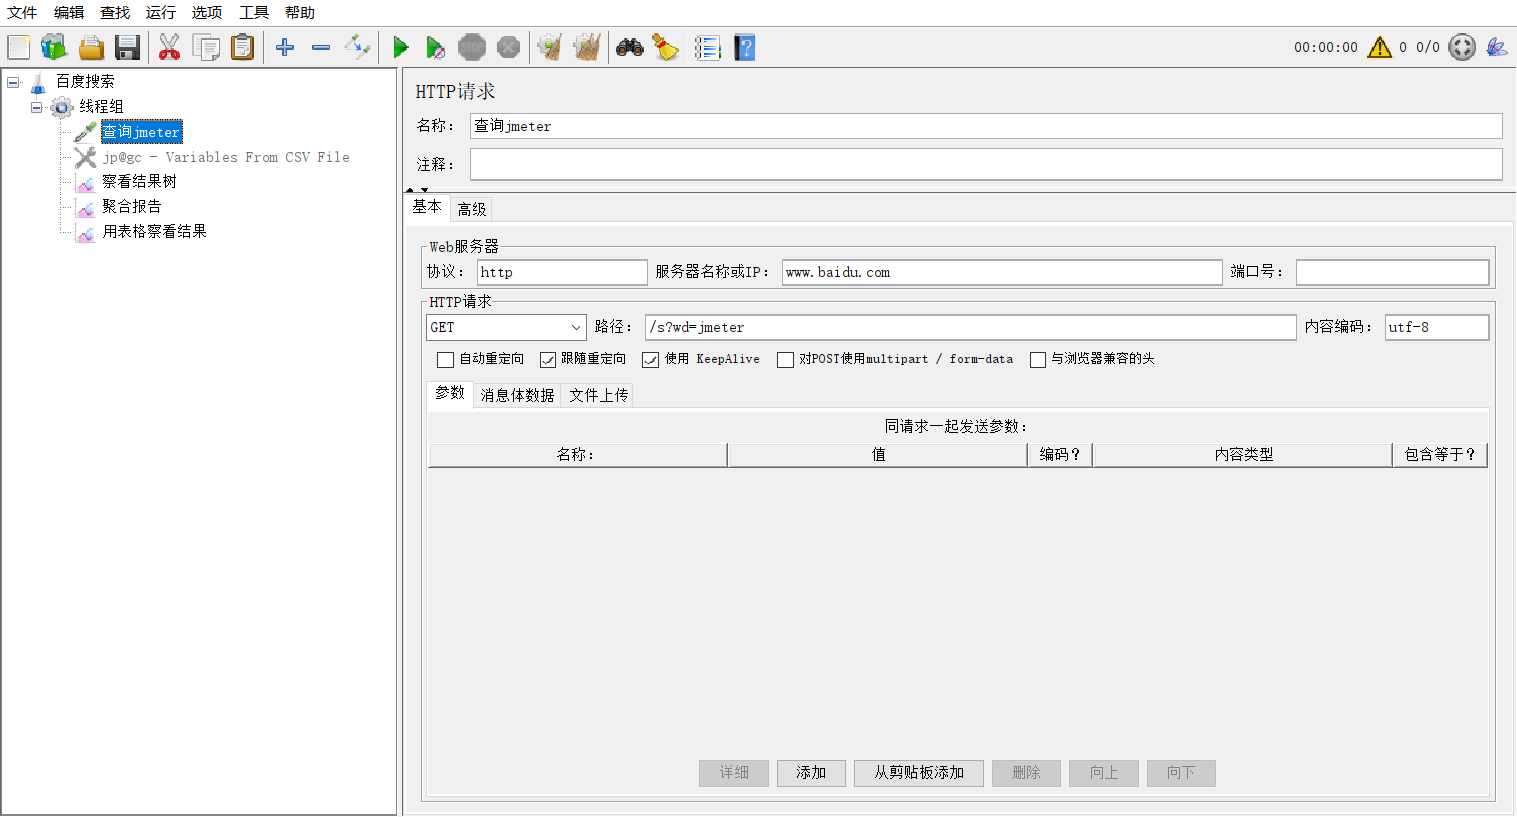 文件 编辑 查找 运行 选项 工具 帮助
STOP
00:00:00 0 0/0
百度搜索
线程组
查询jmeter
jp@gc - Variables From CSV File
察看结果树
聚合报告
用表格察看结果
HTTP请求
名称： 查询jmeter
注释：
基本 高级
Web服务器
协议： http 服务器名称或IP： www.baidu.com 端口号：
HTTP请求
GET 路径： /s?wd=jmeter 内容编码： utf-8
自动重定向 跟随重定向 使用 KeepAlive 对POST使用multipart / form-data 与浏览器兼容的头
参数 消息体数据 文件上传
同请求一起发送参数：
名称： 值 编码？ 内容类型 包含等于？
详细 添加 从剪贴板添加 删除 向上 向下